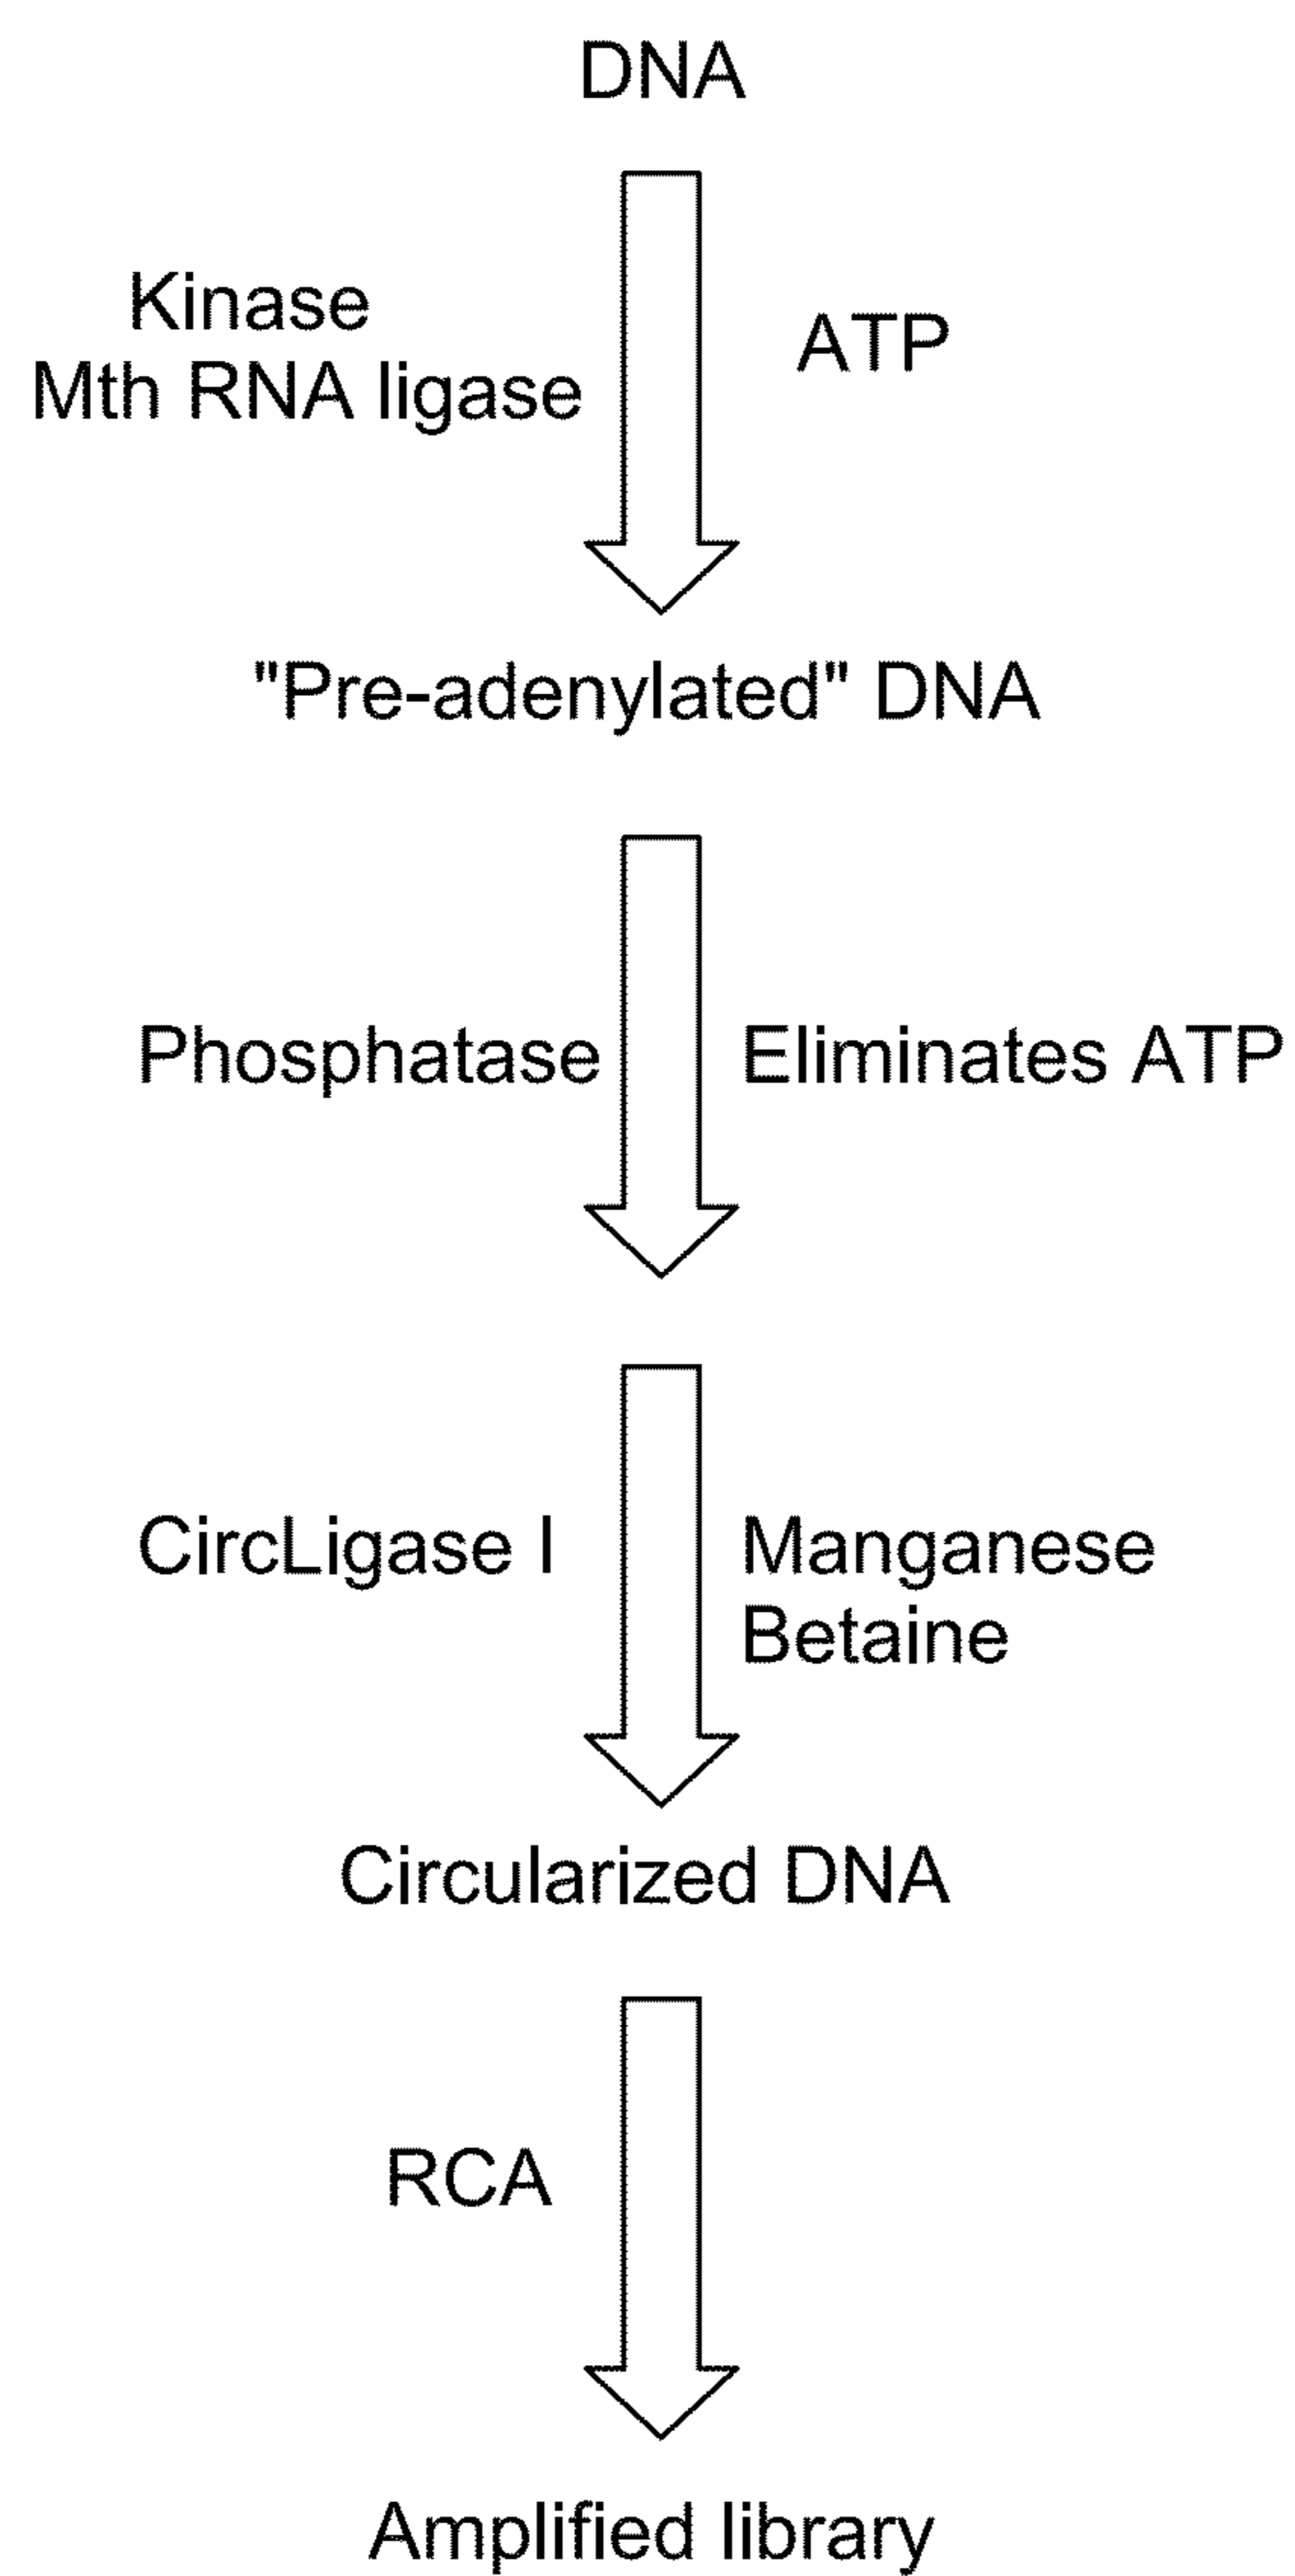 DNA
Kinase
Mth RNA ligase
ATP
"Pre-adenylated" DNA
Phosphatase
Eliminates ATP
CircLigase I
Manganese
Betaine
Circularized DNA
RCA
Amplified library